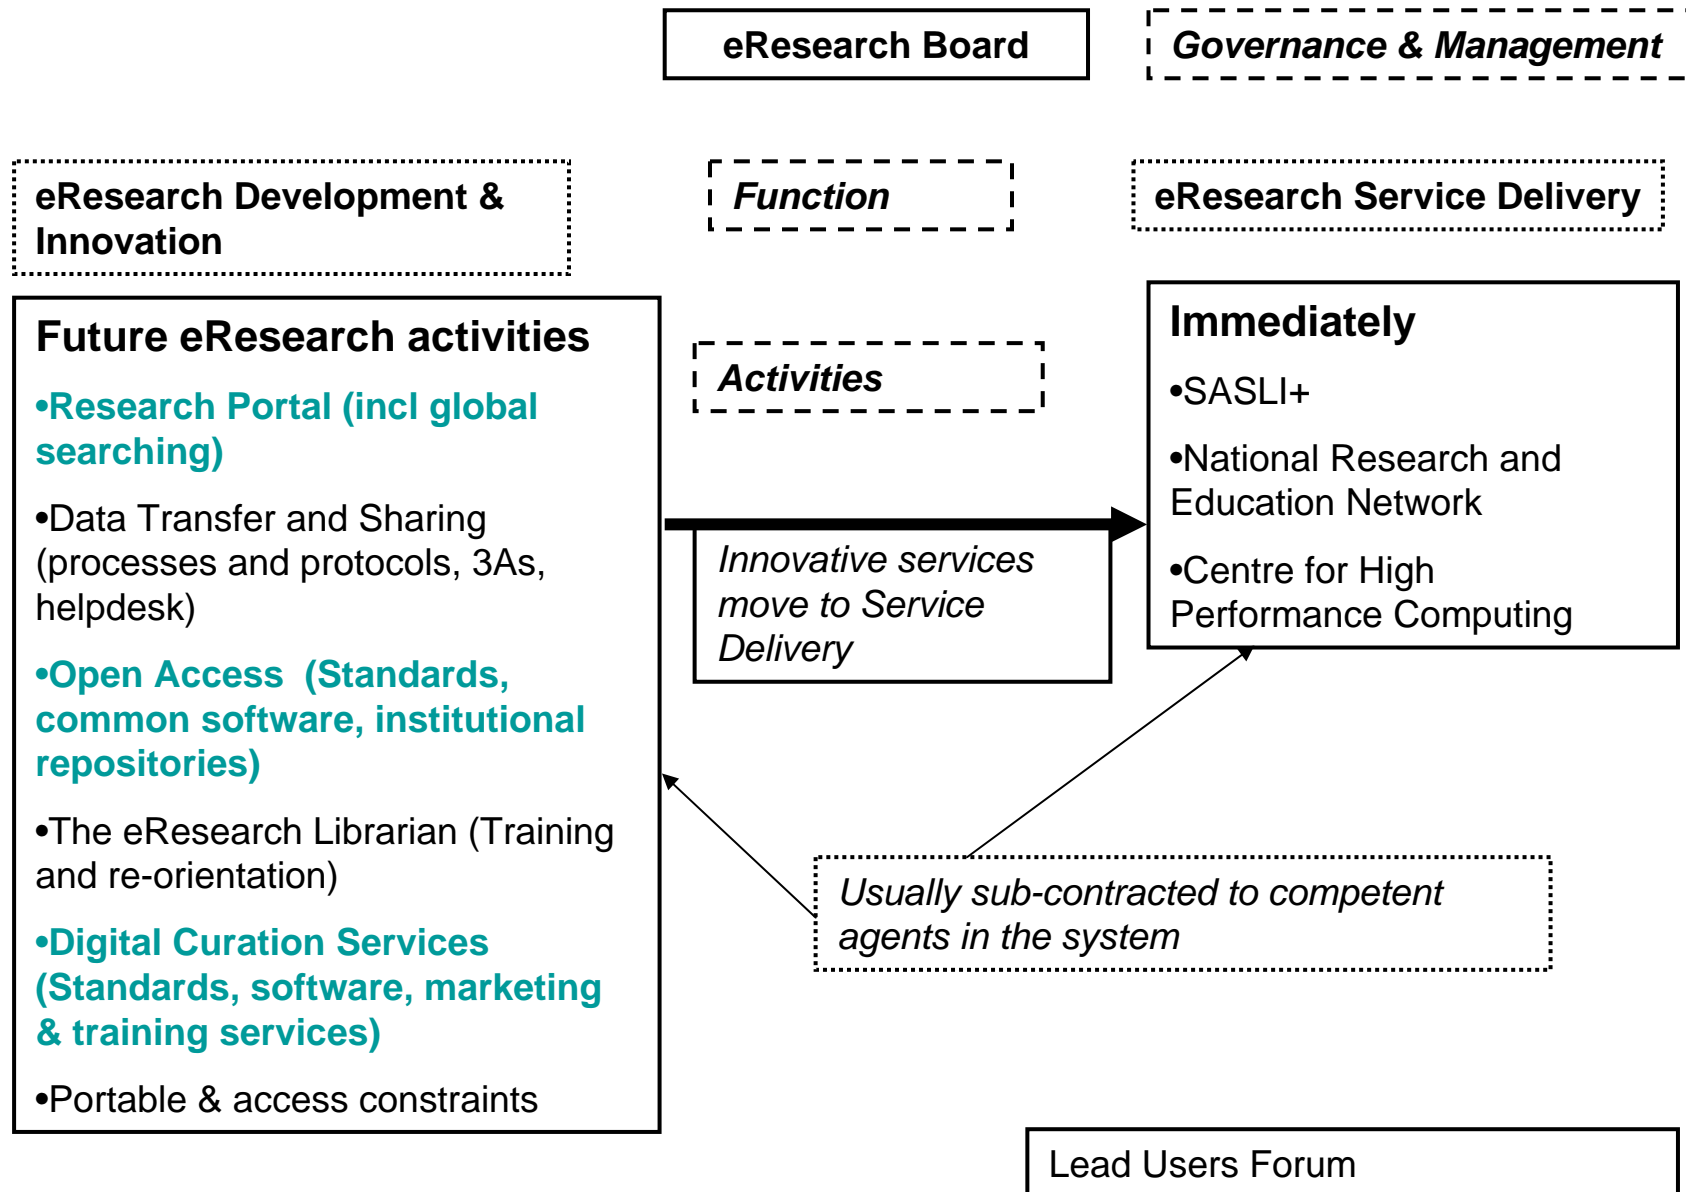 eResearch Board
Governance & Management
eResearch Development &
Innovation
Function
eResearch Service Delivery
Future eResearch activities
•Research Portal (incl global
searching)
•Data Transfer and Sharing
(processes and protocols, 3As,
helpdesk)
•Open Access  (Standards,
common software, institutional
repositories)
•The eResearch Librarian (Training
and re-orientation)
•Digital Curation Services
(Standards, software, marketing
& training services)
•Portable & access constraints
Activities
Innovative services
move to Service
Delivery
Immediately
•SASLI+
•National Research and
Education Network
•Centre for High
Performance Computing
Usually sub-contracted to competent
agents in the system
Lead Users Forum